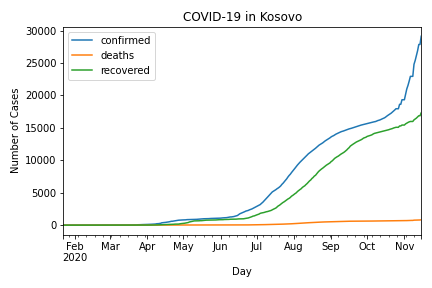 COVID-19 in Kosovo
confirmed
deaths
recovered
Number of Cases
30000
25000
20000
15000
10000
5000
0
Feb Mar Apr May Jun Jul Aug Sep Oct Nov
2020
Day